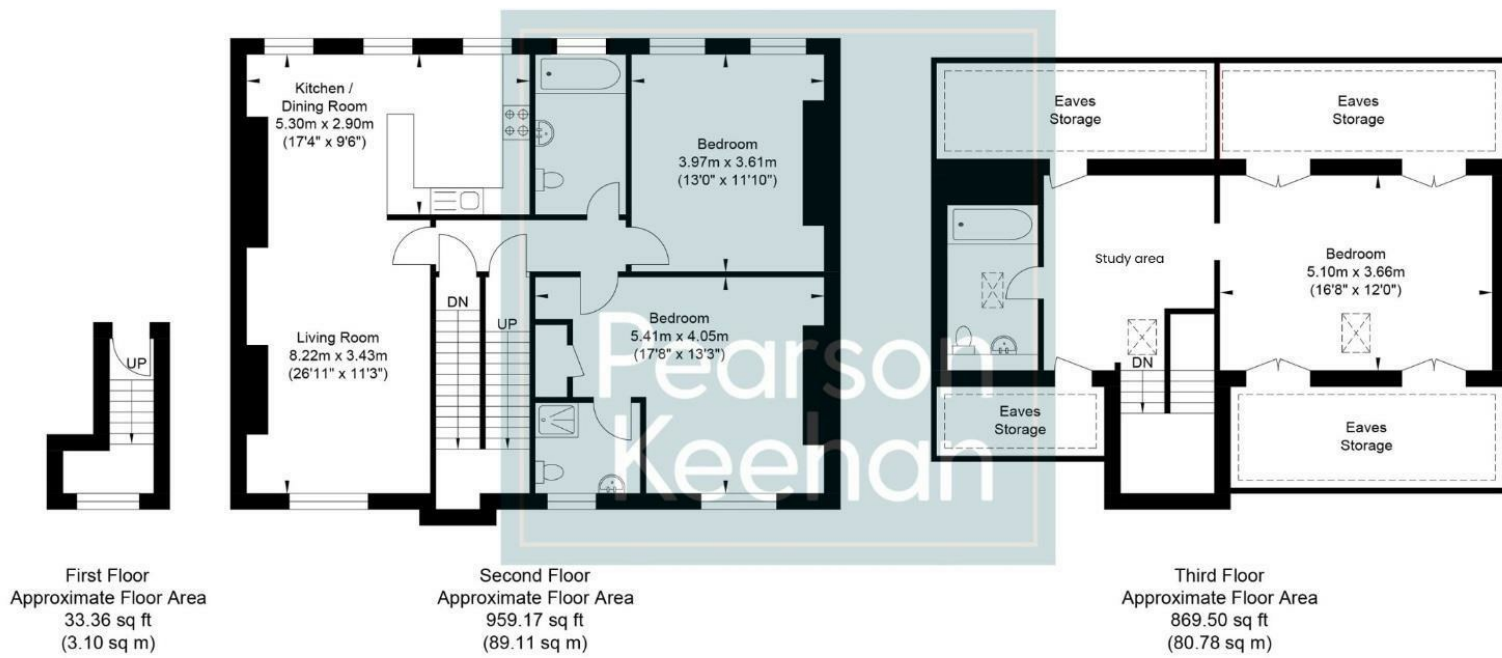 Kitchen /
Dining Room
5.30m x 2.90m
(17'4" x 9'6")
Bedroom
3.97m x 3.61m
(13'0" x 11'10")
Living Room
8.22m x 3.43m
(26'11" x 11'3")
DN
UP
Bedroom
5.41m x 4.05m
(17'8" x 13'3")
UP
Eaves
Storage
Eaves
Storage
Study area
Bedroom
5.10m x 3.66m
(16'8" x 12'0")
DN
Eaves
Storage
Eaves
Storage
Pearson
Keehan
First Floor
Approximate Floor Area
33.36 sq ft
(3.10 sq m)
Second Floor
Approximate Floor Area
959.17 sq ft
(89.11 sq m)
Third Floor
Approximate Floor Area
869.50 sq ft
(80.78 sq m)